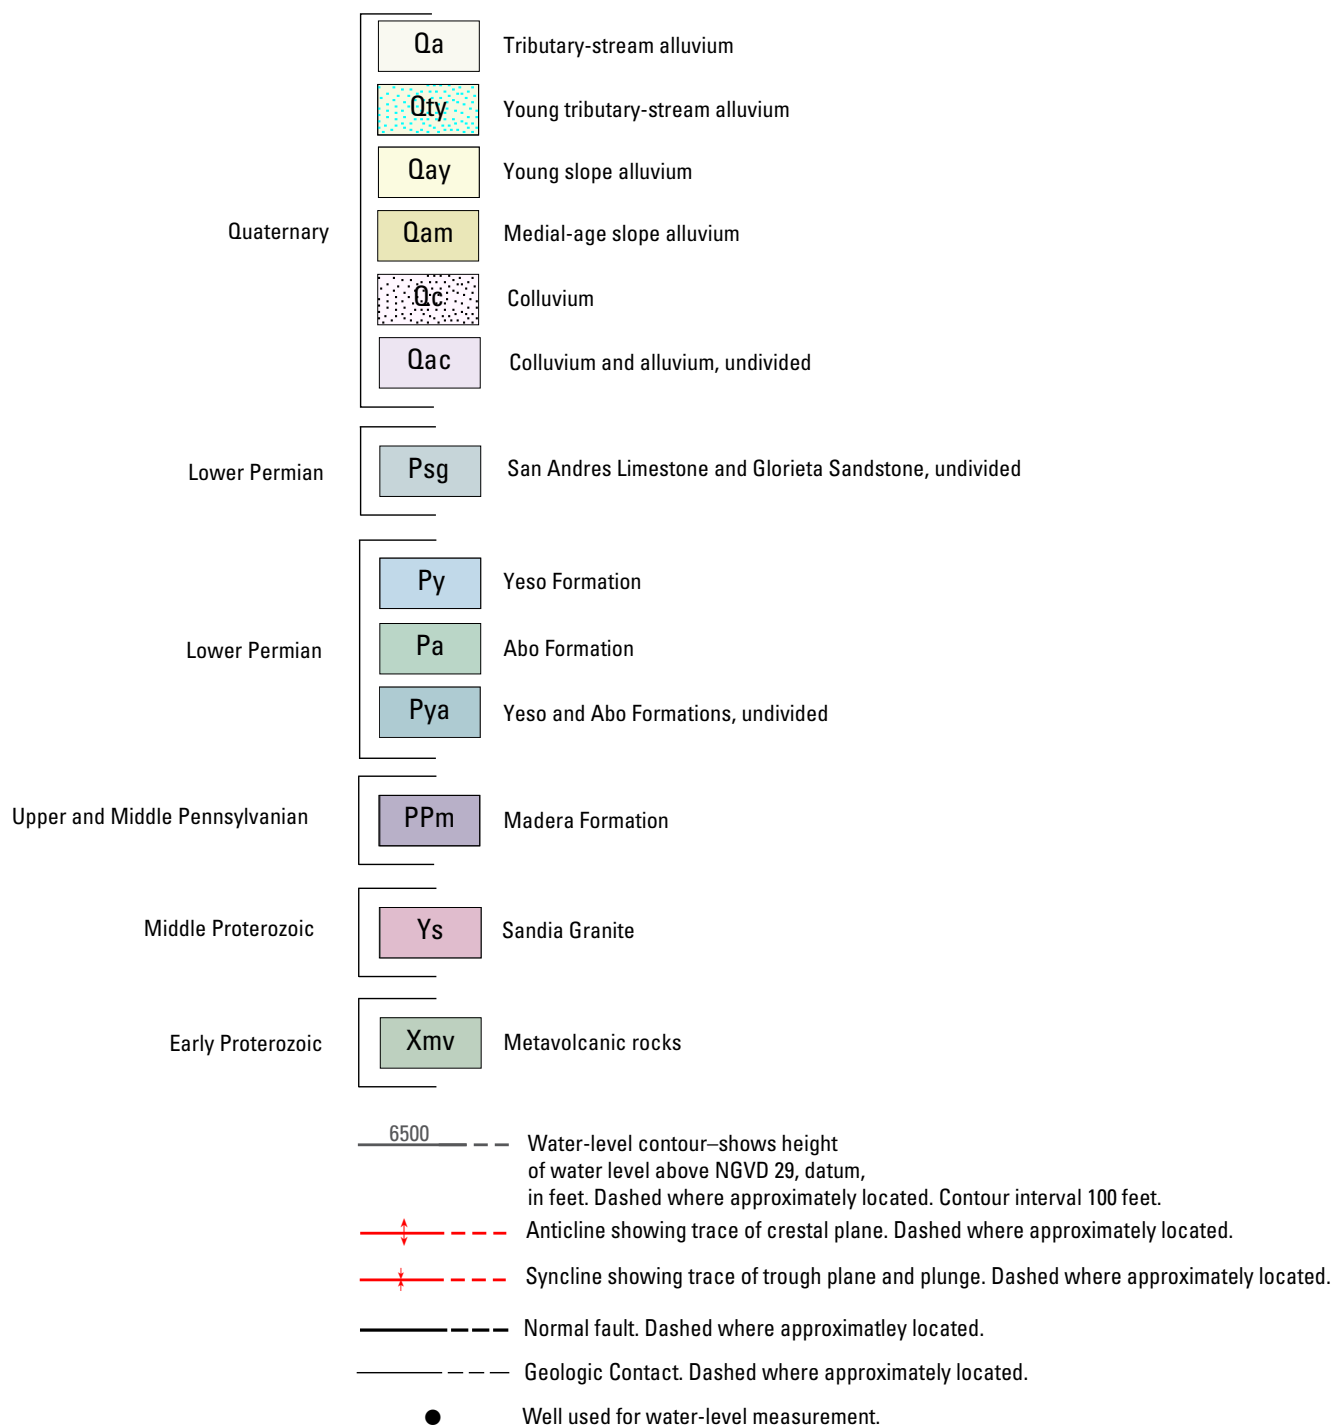 Qa Tributary-stream alluvium
Qty Young tributary-stream alluvium
Qay Young slope alluvium
Quaternary Qam Medial-age slope alluvium
Qc Colluvium
Qac Colluvium and alluvium, undivided
Lower Permian Psg San Andres Limestone and Glorieta Sandstone, undivided
Py Yeso Formation
Lower Permian Pa Abo Formation
Pya Yeso and Abo Formations, undivided
Upper and Middle Pennsylvanian PPm Madera Formation
Middle Proterozoic Ys Sandia Granite
Early Proterozoic Xmv Metavolcanic rocks
6500 Water-level contour–shows height
of water level above NGVD 29, datum,
in feet. Dashed where approximately located. Contour interval 100 feet.
Anticline showing trace of crestal plane. Dashed where approximately located.
Syncline showing trace of trough plane and plunge. Dashed where approximately located.
Normal fault. Dashed where approximatley located.
Geologic Contact. Dashed where approximately located.
Well used for water-level measurement.